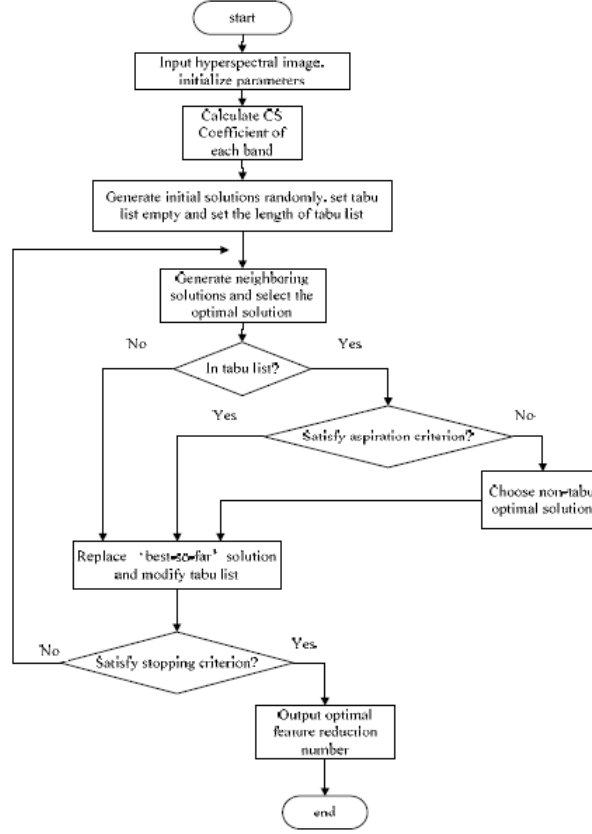 start
Input hyperspectral image,
initialize parameters
Calculate CS
Coefficient of
each band
Generate initial solutions randomly, set tabu
list empty and set the length of tabu list
Generate neighboring
solutions and select the
optimal solution
No
Yes
In tabu list?
Yes
No
Satisfy aspiration criterion?
Choose non-tabu
optimal solution
Replace 'best-so-far' solution
and modify tabu list
No
Yes
Satisfy stopping criterion?
Output optimal
feature reduction
number
end